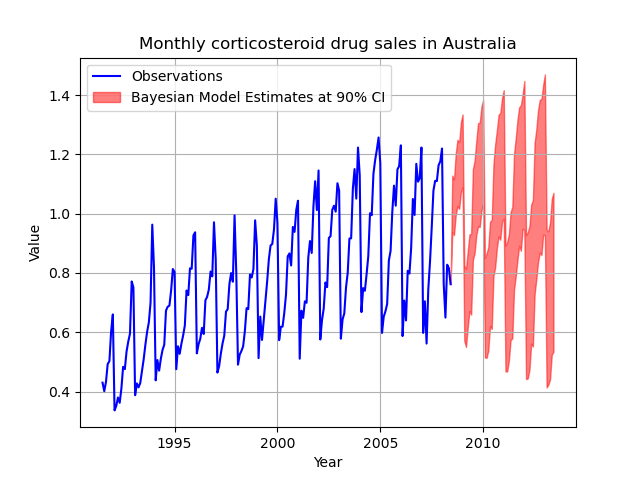 Monthly corticosteroid drug sales in Australia
Observations
Bayesian Model Estimates at 90% CI
Value
1.4
1.2
1.0
0.8
0.6
0.4
1995
2000
2005
2010
Year